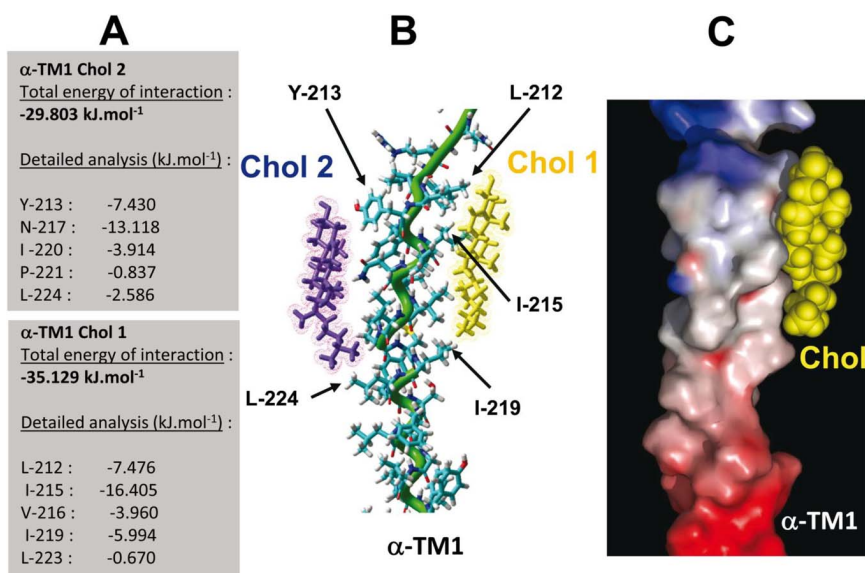 A
α-TM1 Chol 2
Total energy of interaction :
-29.803 kJ.mol⁻¹
Detailed analysis (kJ.mol⁻¹) :
Y-213 : -7.430
N-217 : -13.118
I -220 : -3.914
P-221 : -0.837
L-224 : -2.586
α-TM1 Chol 1
Total energy of interaction :
-35.129 kJ.mol⁻¹
Detailed analysis (kJ.mol⁻¹) :
L-212 : -7.476
I-215 : -16.405
V-216 : -3.960
I-219 : -5.994
L-223 : -0.670
B
Y-213
L-212
Chol 2
Chol 1
I-215
L-224
I-219
α-TM1
C
Chol
α-TM1